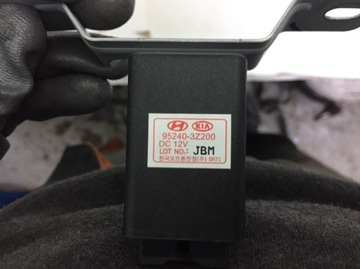 KIA
95240-3Z200
DC 12V
LOT NO.: JBM